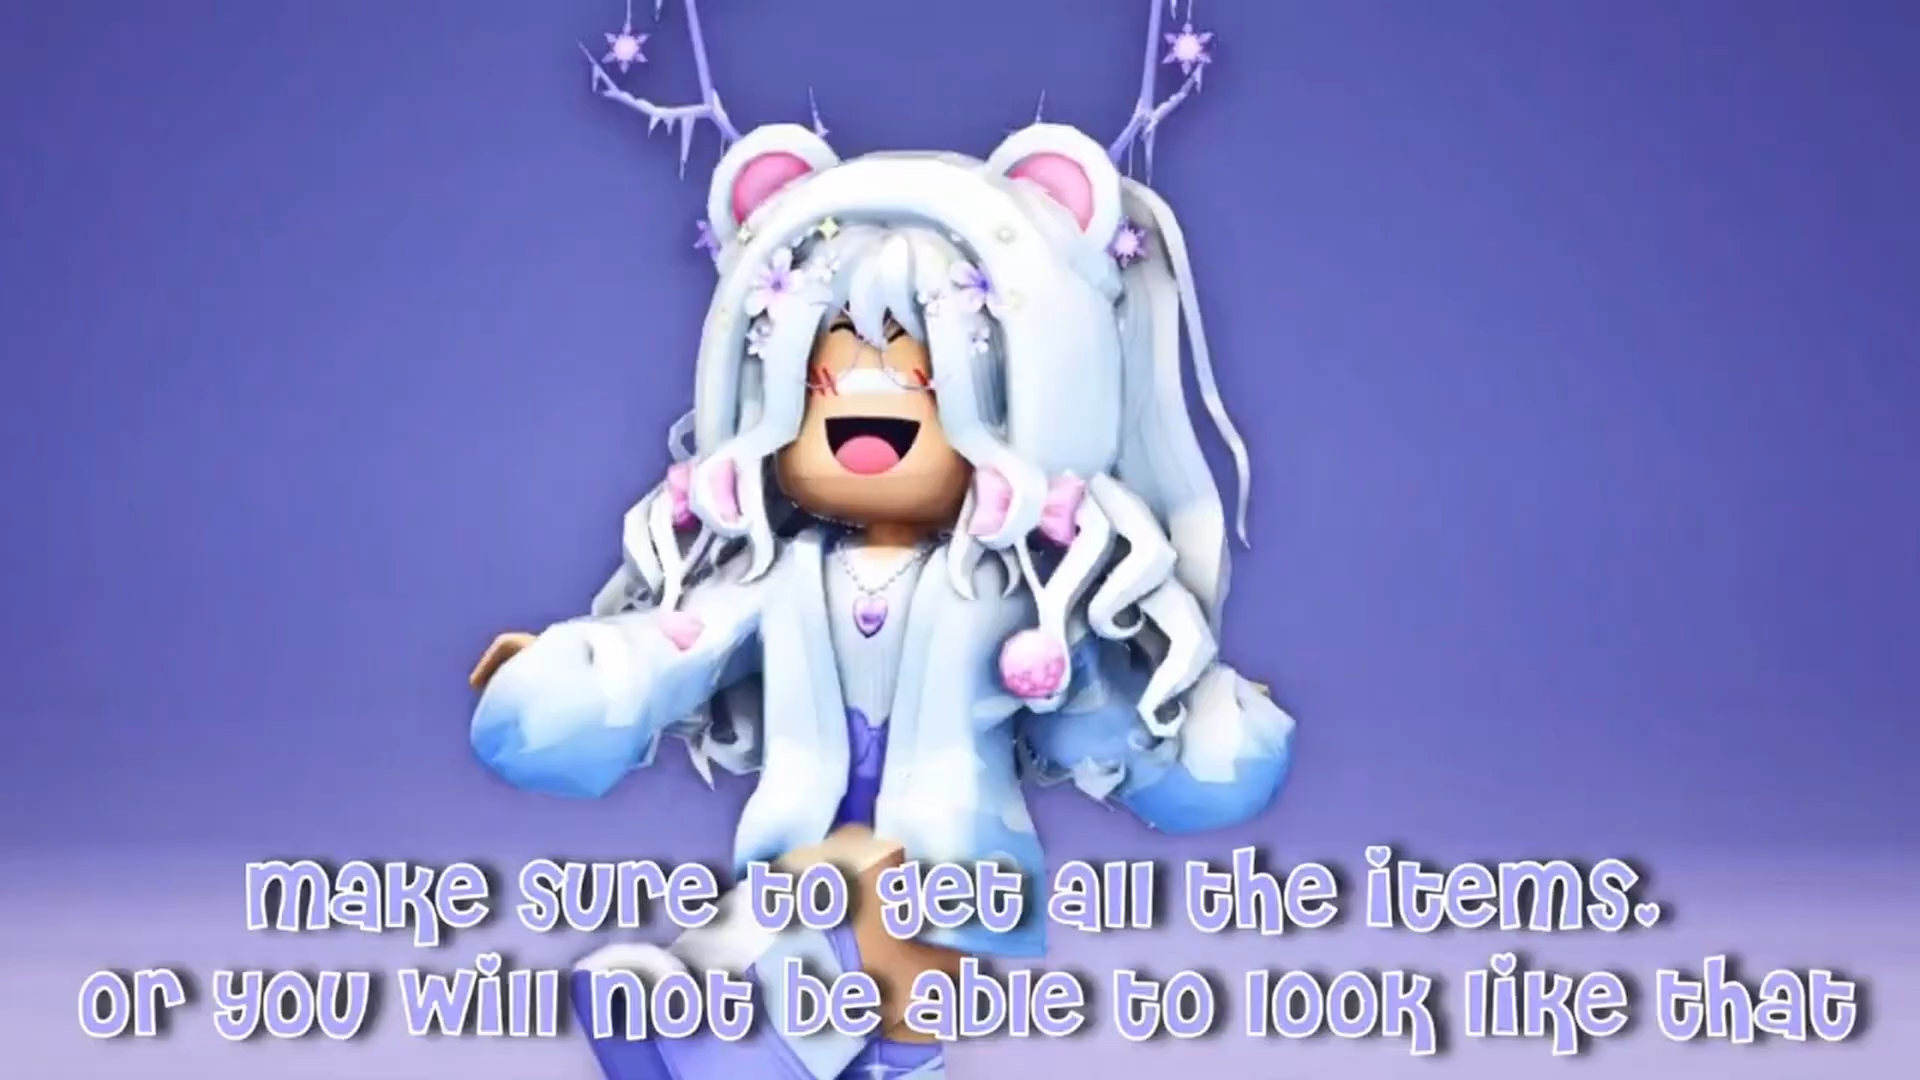 make sure to get all the items.
or you will not be able to look like that